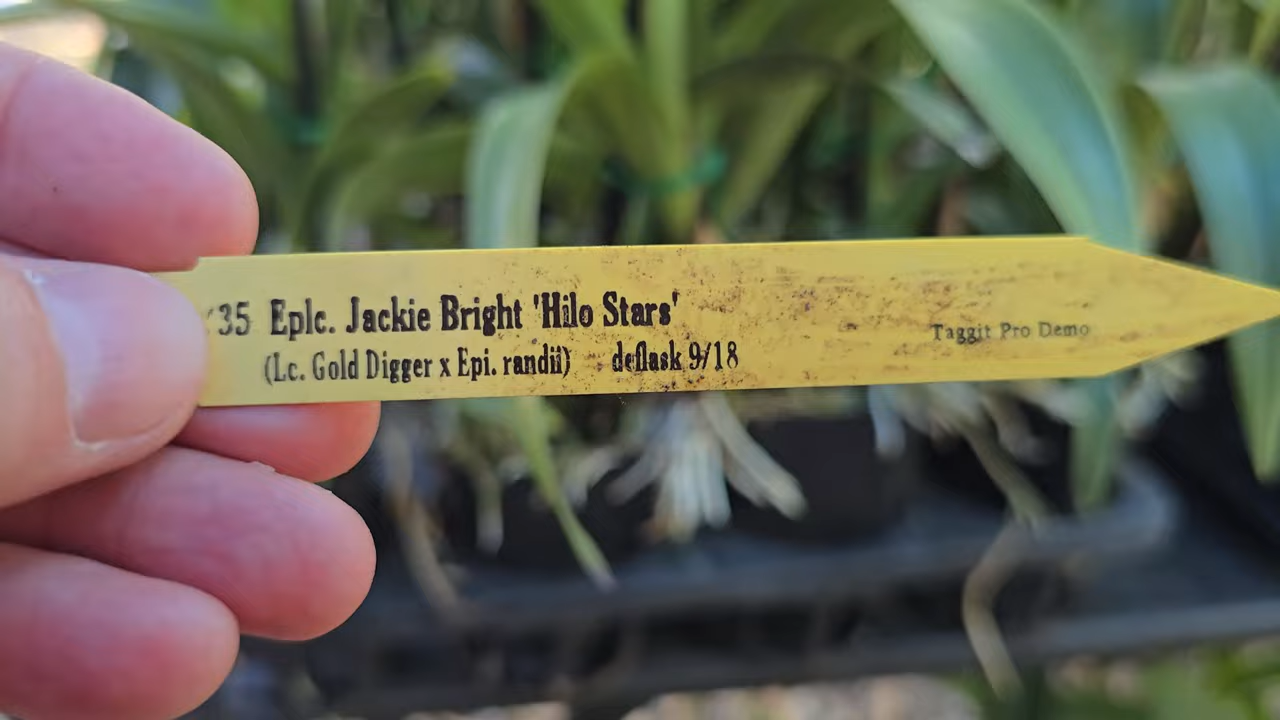 '35 Eplc. Jackie Bright 'Hilo Stars'
(Lc. Gold Digger x Epi. randii) deflask 9/18
Taggit Pro Demo